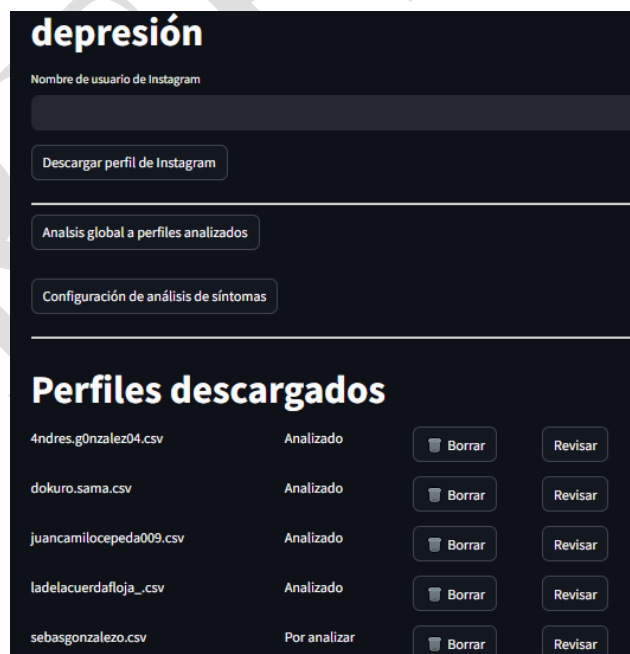 depresión
Nombre de usuario de Instagram
Descargar perfil de Instagram
Analsis global a perfiles analizados
Configuración de análisis de síntomas
Perfiles descargados
4ndres.g0nzalez04.csv Analizado Borrar Revisar
dokuro.sama.csv Analizado Borrar Revisar
juancamilocepeda009.csv Analizado Borrar Revisar
ladelacuerdafloja_.csv Analizado Borrar Revisar
sebasgonzalezo.csv Por analizar Borrar Revisar